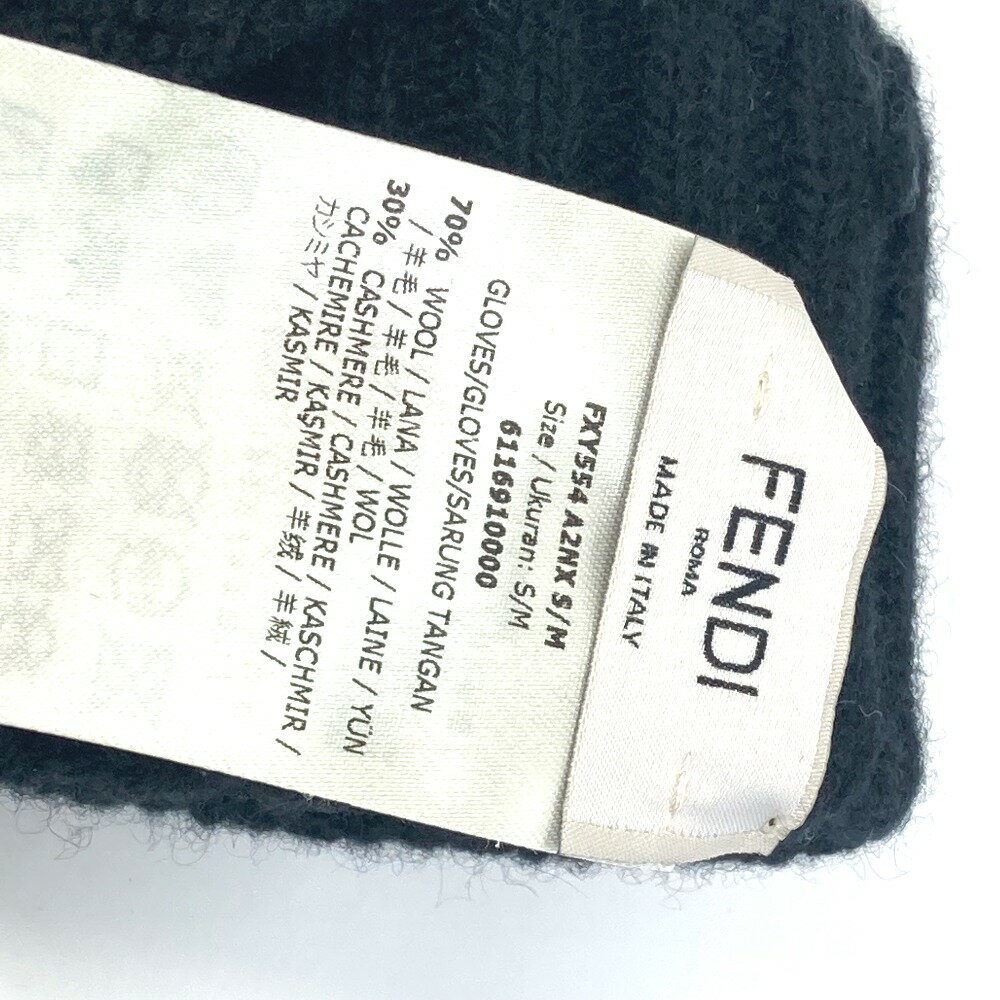 FENDI
ROMA
MADE IN ITALY
FXY554 A2NX S/M
Size / Ukuran: S/M
6116910000
GLOVES/GLOVES/SARUNG TANGAN
70% WOOL / LANA / WOLLE / LAINE / YÜN
/ 羊毛 / 羊毛 / 羊毛 / WOL
30% CASHMERE / CASHMERE / KASCHMIR /
CACHEMIRE / KAŞMIR / 羊绒 / 羊絨 /
カシミヤ / KASMIR